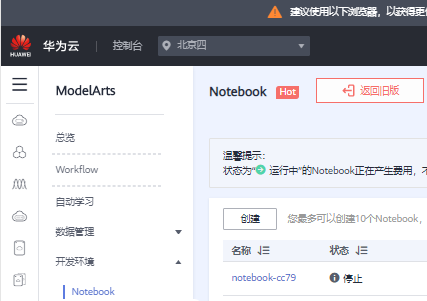 建议使用以下浏览器，以获得更
HUAWEI 华为云 控制台 北京四
ModelArts
总览
Workflow
自动学习
数据管理
开发环境
Notebook
Notebook Hot 返回旧版
温馨提示：
状态为“运行中”的Notebook正在产生费用，
创建 您最多可以创建10个Notebook，
名称 状态
notebook-cc79 停止